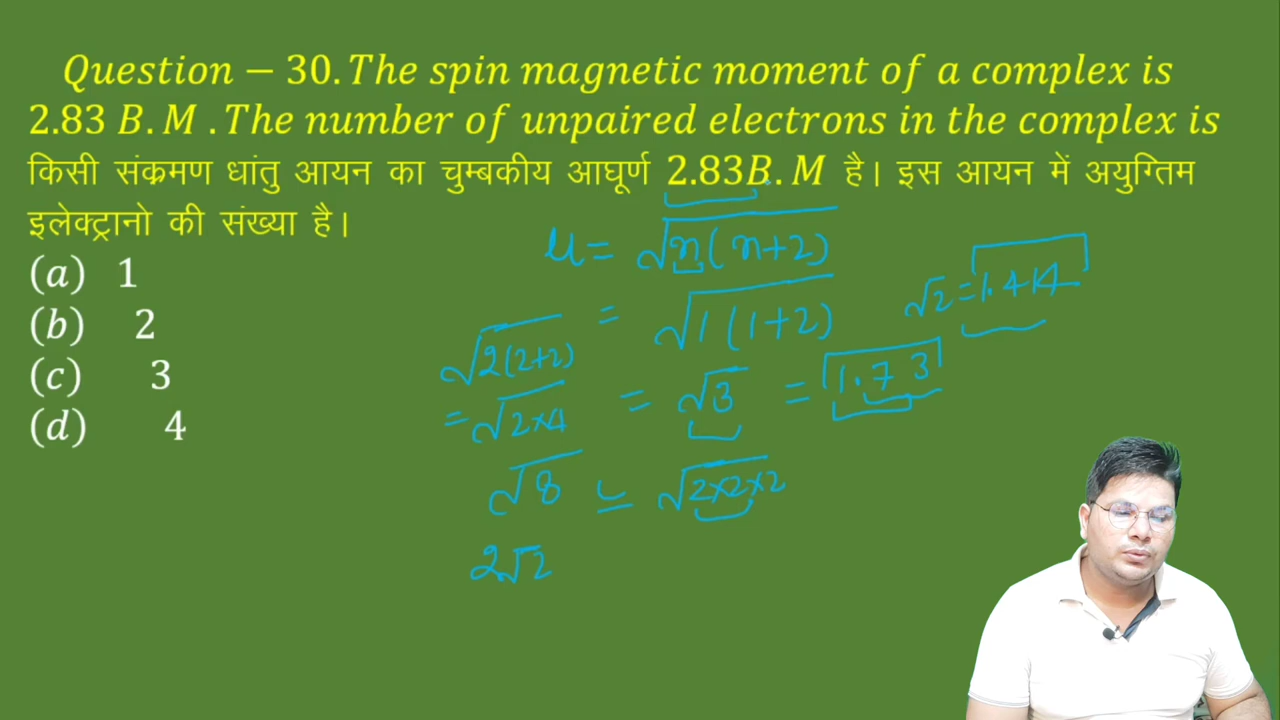 Question − 30. The spin magnetic moment of a complex is
2.83 B. M . The number of unpaired electrons in the complex is
किसी संक्रमण धांतु आयन का चुम्बकीय आघूर्ण 2.83B. M है। इस आयन में अयुग्तिम
इलेक्ट्रानो की संख्या है।
(a) 1
(b) 2
(c) 3
(d) 4
u = √n(n+2)
= √1(1+2)
= √3 = 1.73
√2 = 1.414
√2(2+2)
= √2×4
√8 = √2×2×2
2√2